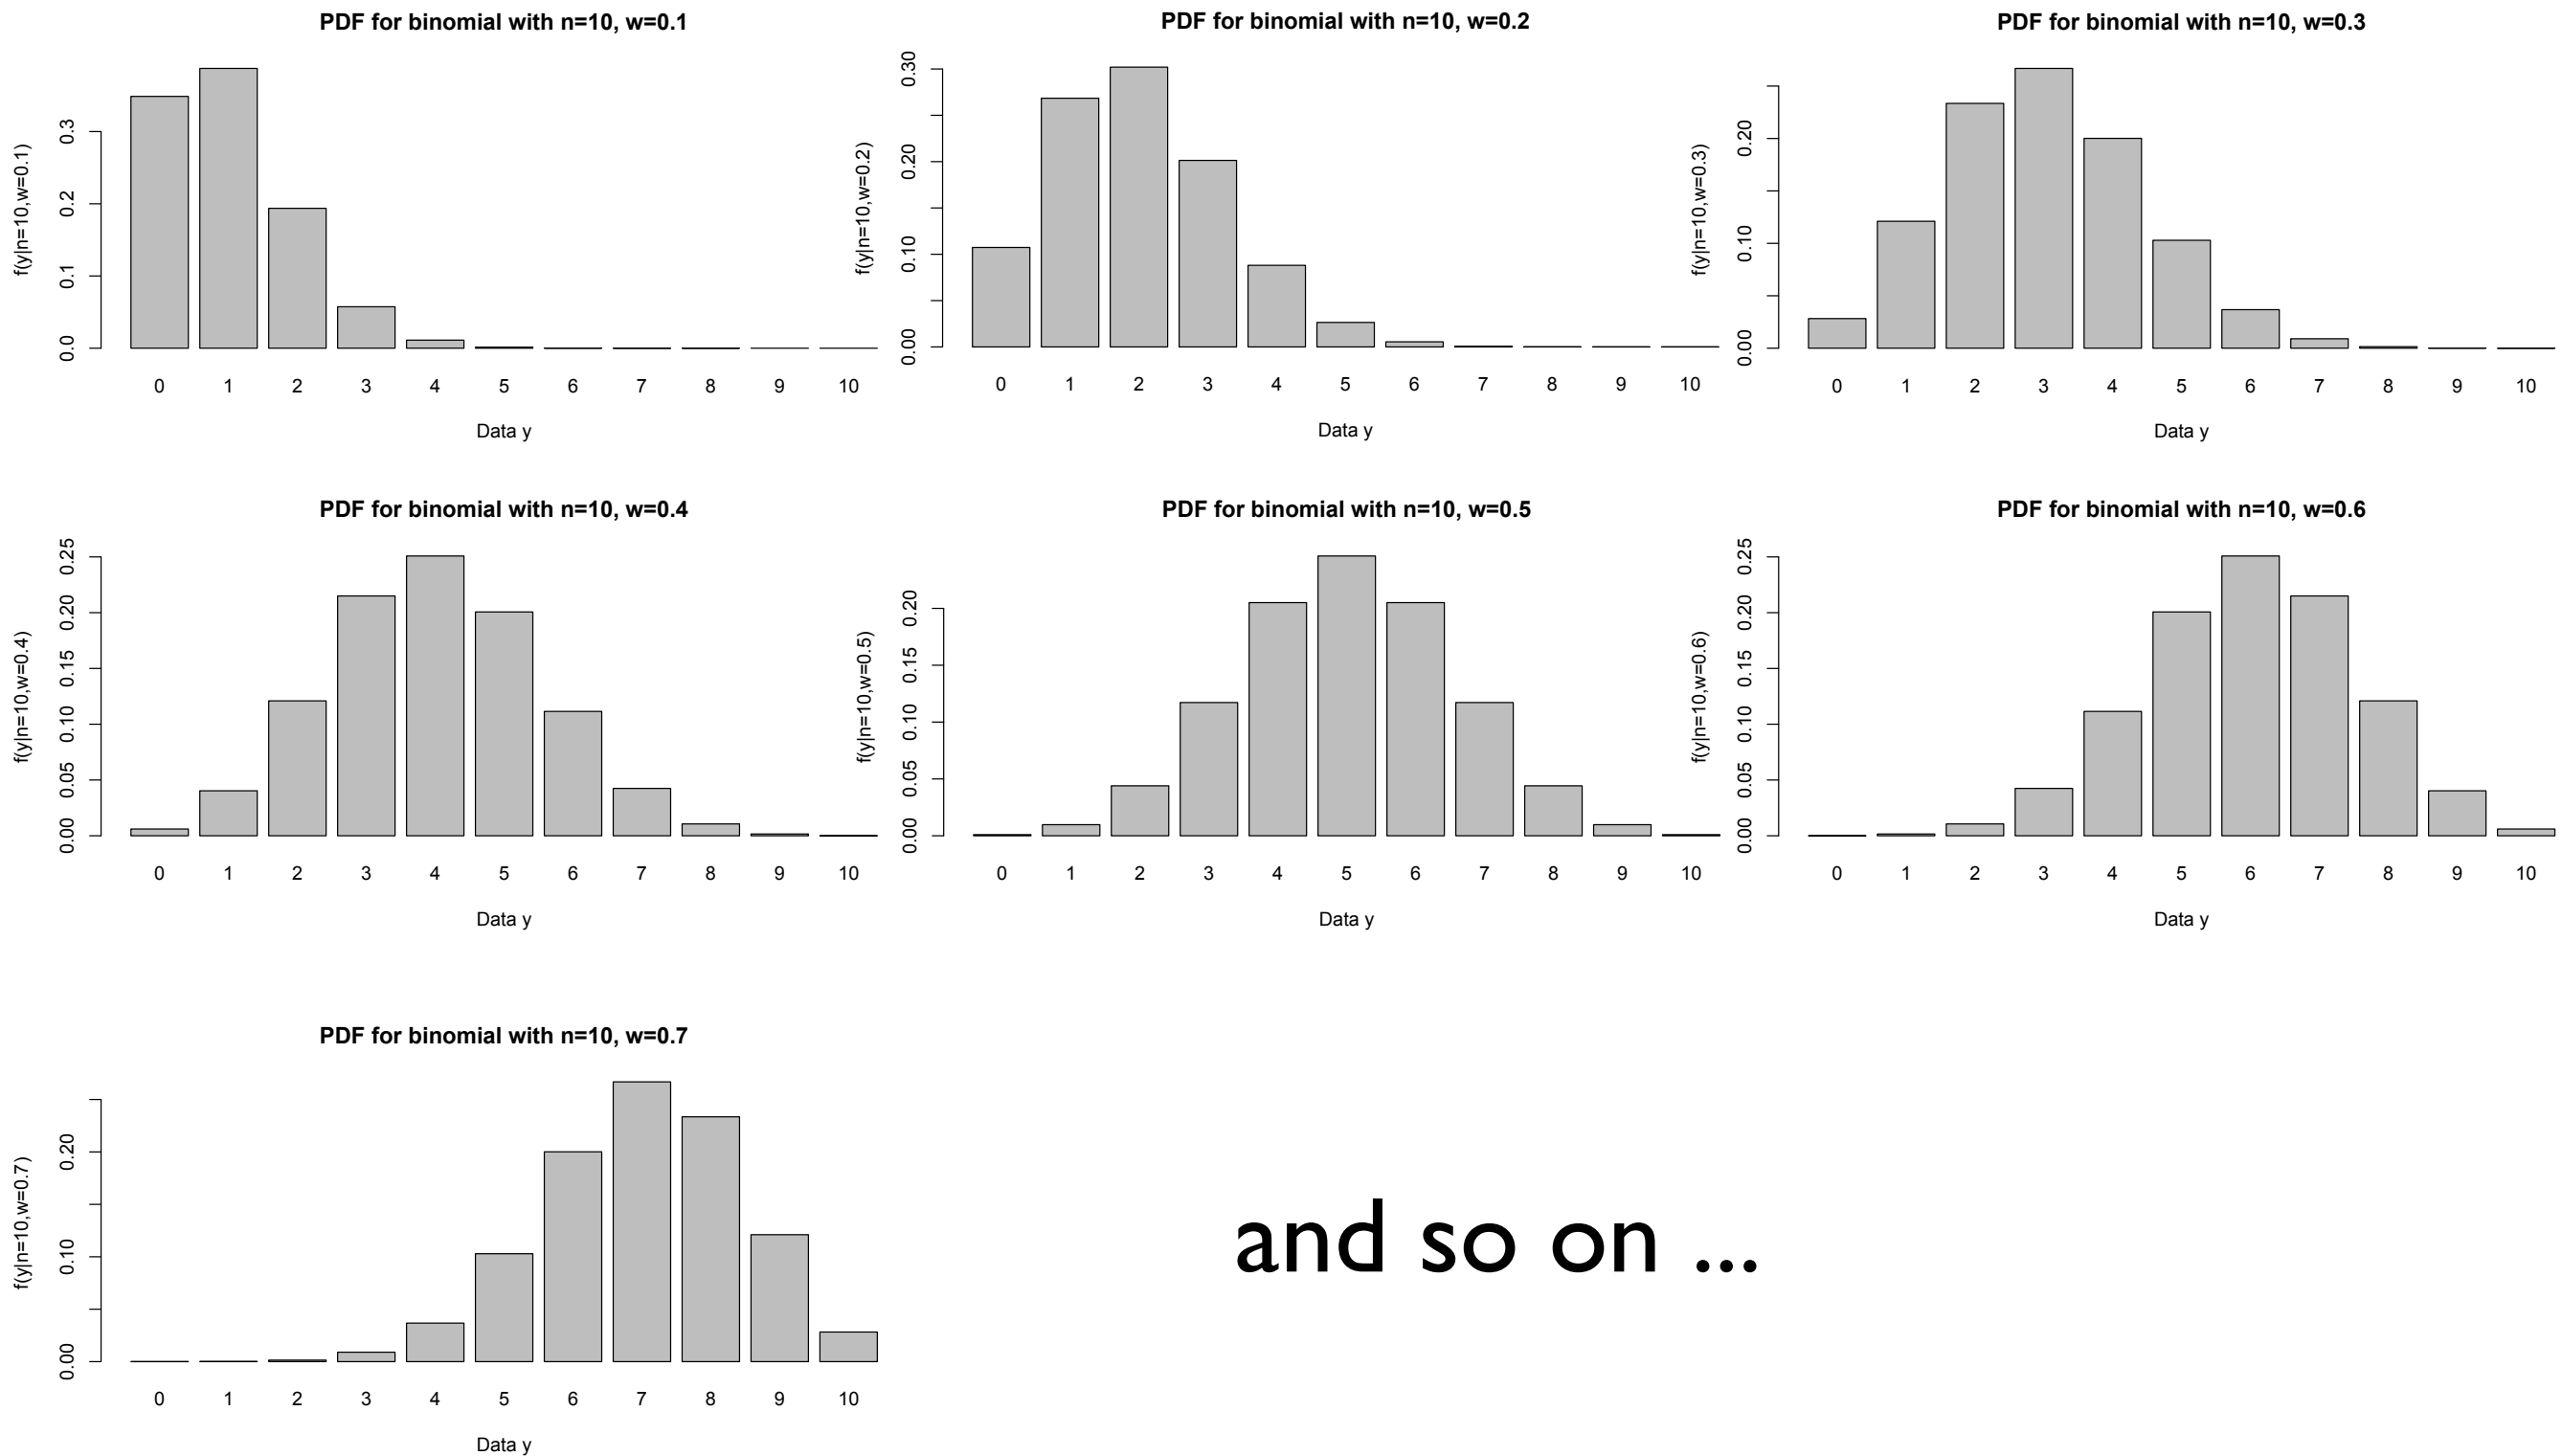 PDF for binomial with n=10, w=0.1
f(y|n=10,w=0.1)
0.0 0.1 0.2 0.3
0 1 2 3 4 5 6 7 8 9 10
Data y
PDF for binomial with n=10, w=0.2
f(y|n=10,w=0.2)
0.00 0.10 0.20 0.30
0 1 2 3 4 5 6 7 8 9 10
Data y
PDF for binomial with n=10, w=0.3
f(y|n=10,w=0.3)
0.00 0.10 0.20
0 1 2 3 4 5 6 7 8 9 10
Data y
PDF for binomial with n=10, w=0.4
f(y|n=10,w=0.4)
0.00 0.05 0.10 0.15 0.20 0.25
0 1 2 3 4 5 6 7 8 9 10
Data y
PDF for binomial with n=10, w=0.5
f(y|n=10,w=0.5)
0.00 0.05 0.10 0.15 0.20
0 1 2 3 4 5 6 7 8 9 10
Data y
PDF for binomial with n=10, w=0.6
f(y|n=10,w=0.6)
0.00 0.05 0.10 0.15 0.20 0.25
0 1 2 3 4 5 6 7 8 9 10
Data y
PDF for binomial with n=10, w=0.7
f(y|n=10,w=0.7)
0.00 0.10 0.20
0 1 2 3 4 5 6 7 8 9 10
Data y
and so on ...